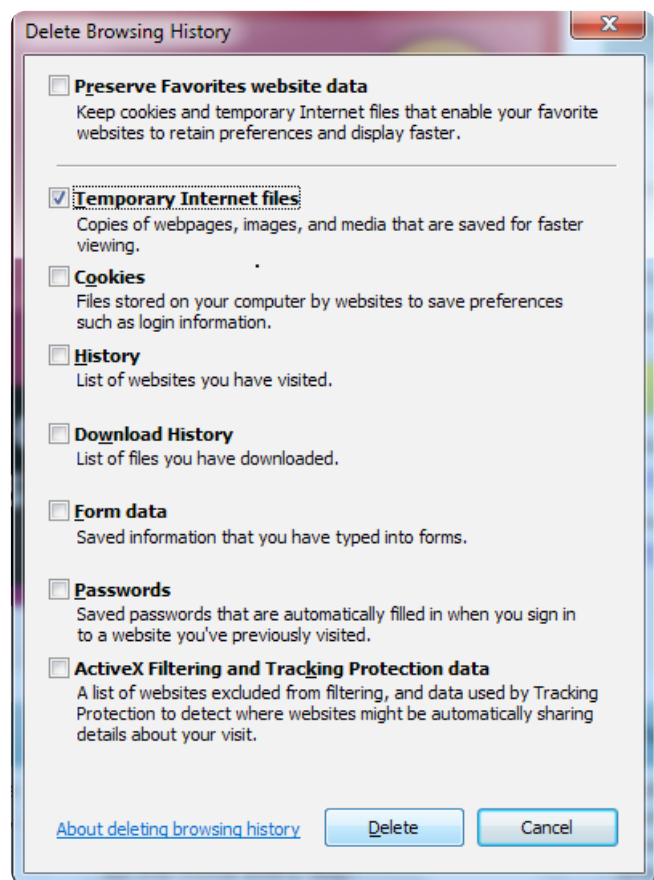 Delete Browsing History
Preserve Favorites website data
Keep cookies and temporary Internet files that enable your favorite
websites to retain preferences and display faster.
Temporary Internet files
Copies of webpages, images, and media that are saved for faster
viewing.
Cookies
Files stored on your computer by websites to save preferences
such as login information.
History
List of websites you have visited.
Download History
List of files you have downloaded.
Form data
Saved information that you have typed into forms.
Passwords
Saved passwords that are automatically filled in when you sign in
to a website you've previously visited.
ActiveX Filtering and Tracking Protection data
A list of websites excluded from filtering, and data used by Tracking
Protection to detect where websites might be automatically sharing
details about your visit.
About deleting browsing history Delete Cancel